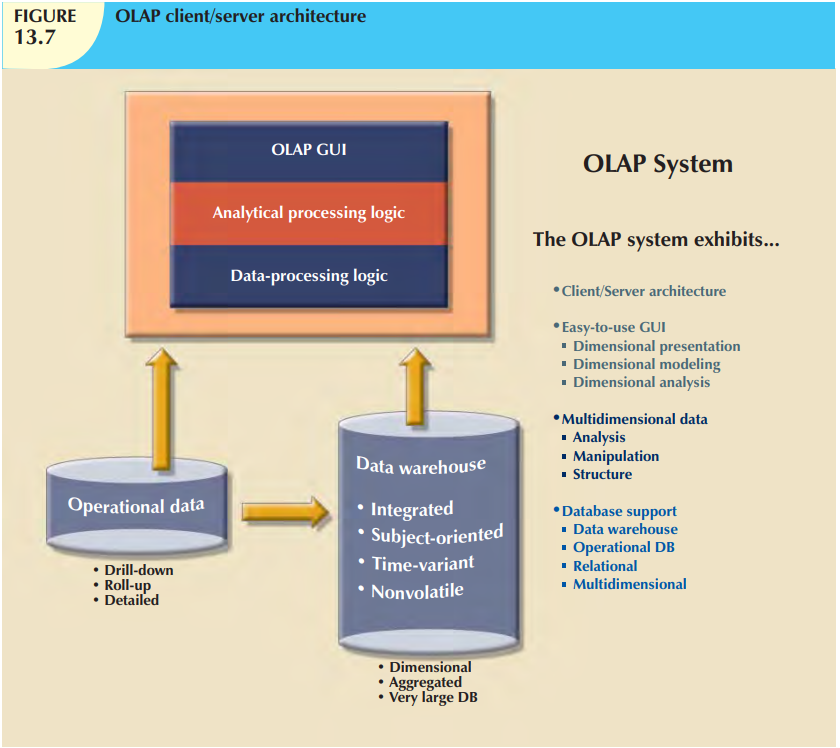 FIGURE
13.7
OLAP client/server architecture
OLAP GUI
Analytical processing logic
Data-processing logic
Operational data
• Drill-down
• Roll-up
• Detailed
Data warehouse
• Integrated
• Subject-oriented
• Time-variant
• Nonvolatile
• Dimensional
• Aggregated
• Very large DB
OLAP System
The OLAP system exhibits...
•Client/Server architecture
•Easy-to-use GUI
▪ Dimensional presentation
▪ Dimensional modeling
▪ Dimensional analysis
•Multidimensional data
▪ Analysis
▪ Manipulation
▪ Structure
•Database support
▪ Data warehouse
▪ Operational DB
▪ Relational
▪ Multidimensional